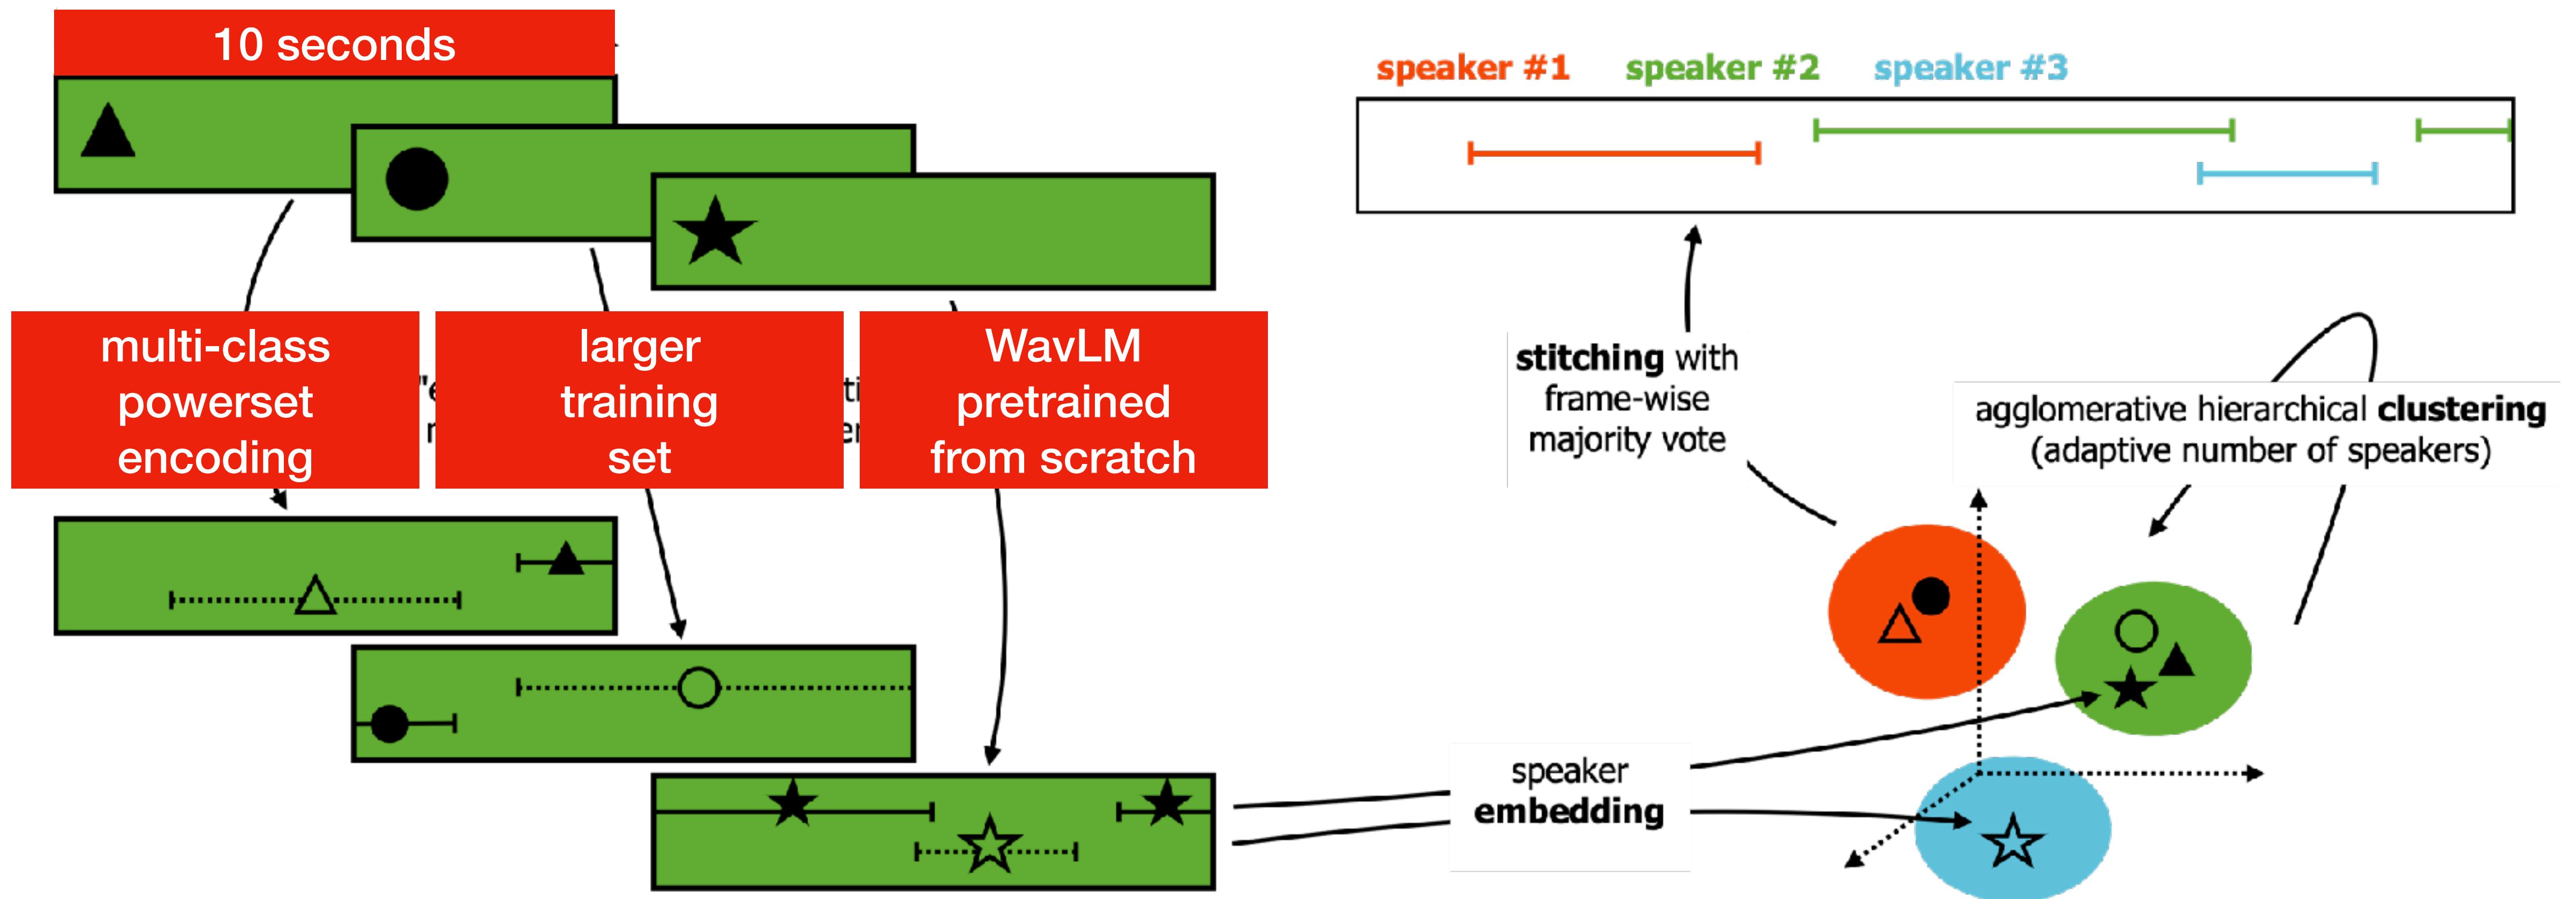 10 seconds
multi-class
powerset
encoding
larger
training
set
WavLM
pretrained
from scratch
speaker #1 speaker #2 speaker #3
stitching with
frame-wise
majority vote
agglomerative hierarchical clustering
(adaptive number of speakers)
speaker
embedding